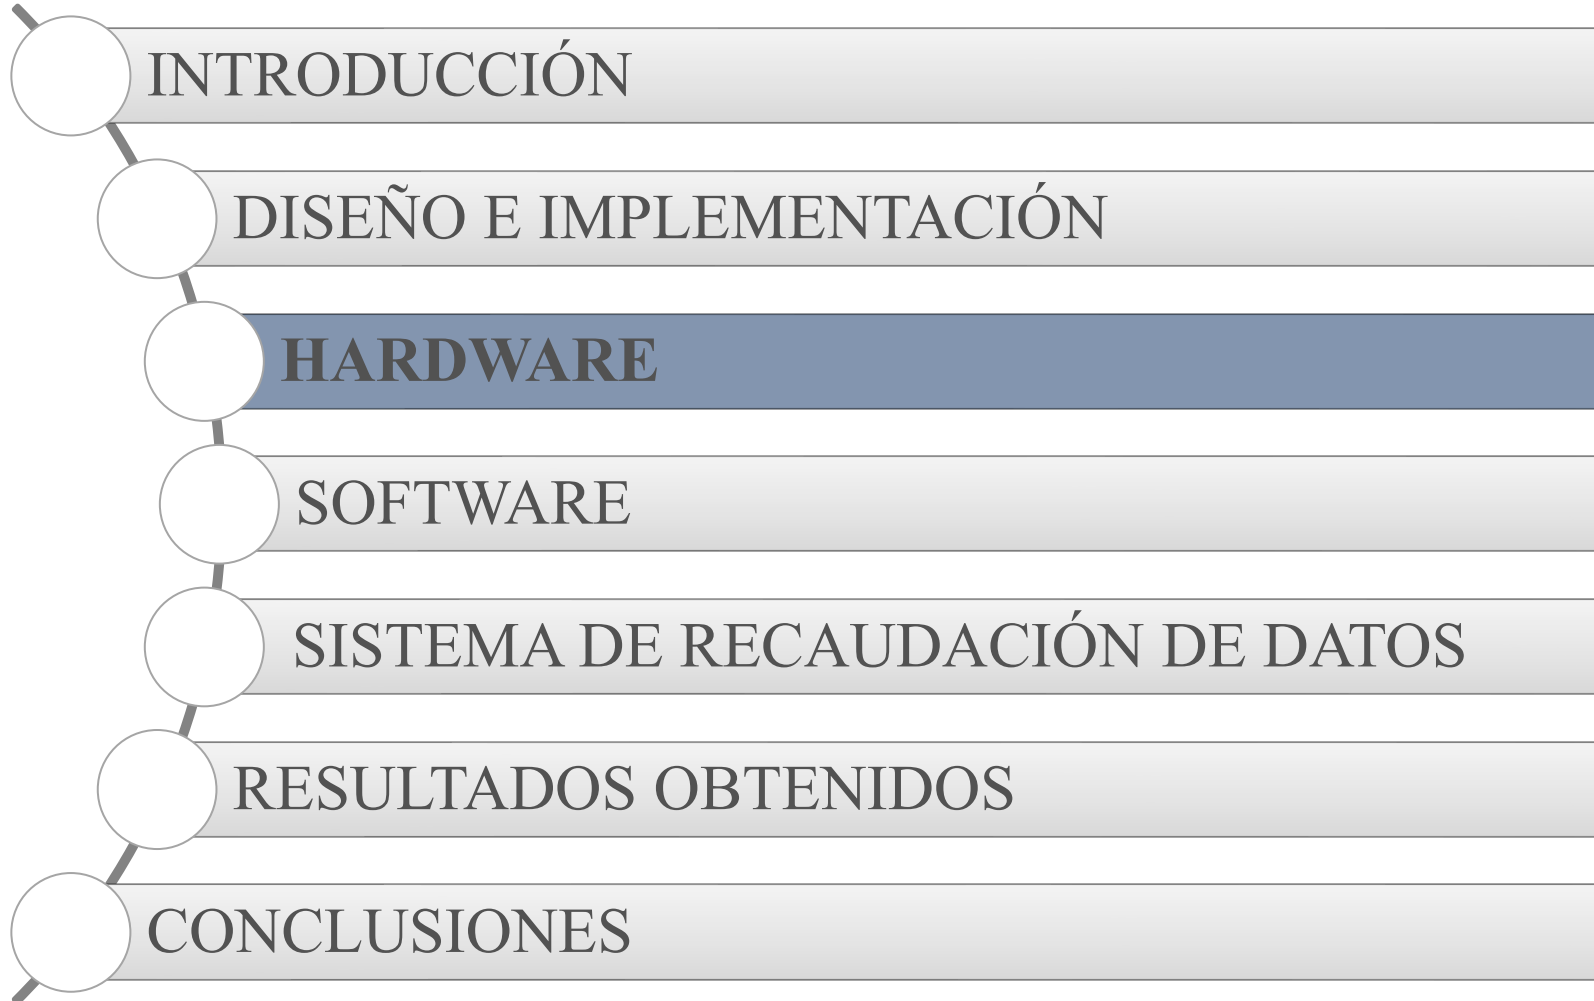 INTRODUCCIÓN
DISEÑO E IMPLEMENTACIÓN
HARDWARE
SOFTWARE
SISTEMA DE RECAUDACIÓN DE DATOS
RESULTADOS OBTENIDOS
CONCLUSIONES